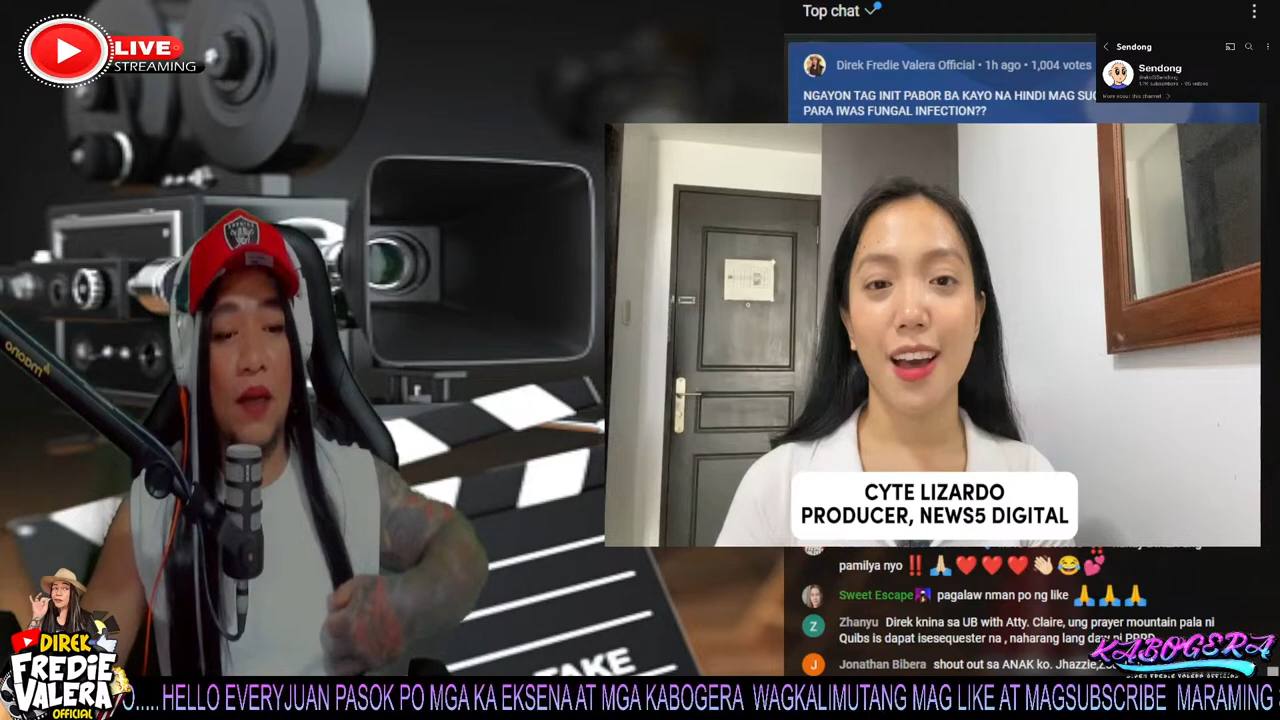 LIVE
STREAMING
Top chat
Direk Fredie Valera Official • 1h ago • 1,004 votes
NGAYON TAG INIT PABOR BA KAYO NA HINDI MAG
PARA IWAS FUNGAL INFECTION??
Sendong
Sendong
maono
CYTE LIZARDO
PRODUCER, NEWS5 DIGITAL
pamilya nyo ‼️🙏🏻❤️❤️❤️👏🏻😂💕
Sweet Escape pagalaw nman po ng like 🙏🙏🙏
Z
Zhanyu Direk knina sa UB with Atty. Claire, ung prayer mountain pala ni
Quibs is dapat isesequester na , naharang lang daw ni PRRD
J
Jonathan Bibera shout out sa ANAK ko. Jhazzie,
KABOGERA
TAKE
DIREK
FREDIE
VALERA
OFFICIAL
O.....HELLO EVERYJUAN PASOK PO MGA KA EKSENA AT MGA KABOGERA WAGKALIMUTANG MAG LIKE AT MAGSUBSCRIBE MARAMING